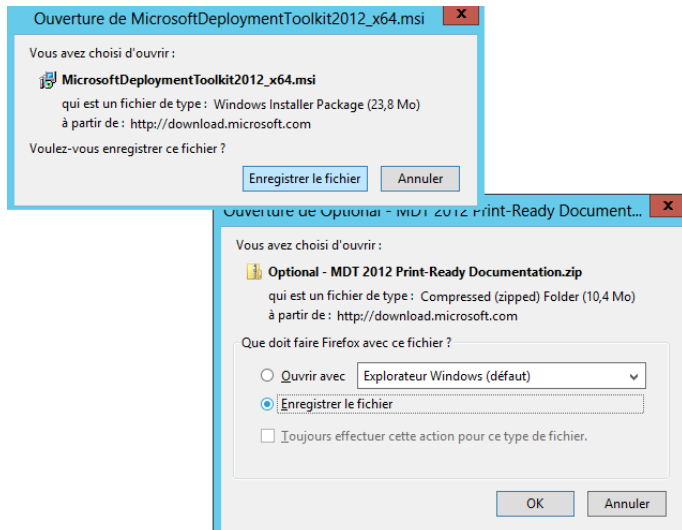 Ouverture de MicrosoftDeploymentToolkit2012_x64.msi
x
Vous avez choisi d'ouvrir :
MicrosoftDeploymentToolkit2012_x64.msi
qui est un fichier de type : Windows Installer Package (23,8 Mo)
à partir de : http://download.microsoft.com
Voulez-vous enregistrer ce fichier ?
Enregistrer le fichier Annuler
Ouverture de Optional - MDT 2012 Print-Ready Document...
x
Vous avez choisi d'ouvrir :
Optional - MDT 2012 Print-Ready Documentation.zip
qui est un fichier de type : Compressed (zipped) Folder (10,4 Mo)
à partir de : http://download.microsoft.com
Que doit faire Firefox avec ce fichier ?
Ouvrir avec Explorateur Windows (défaut)
Enregistrer le fichier
Toujours effectuer cette action pour ce type de fichier.
OK Annuler